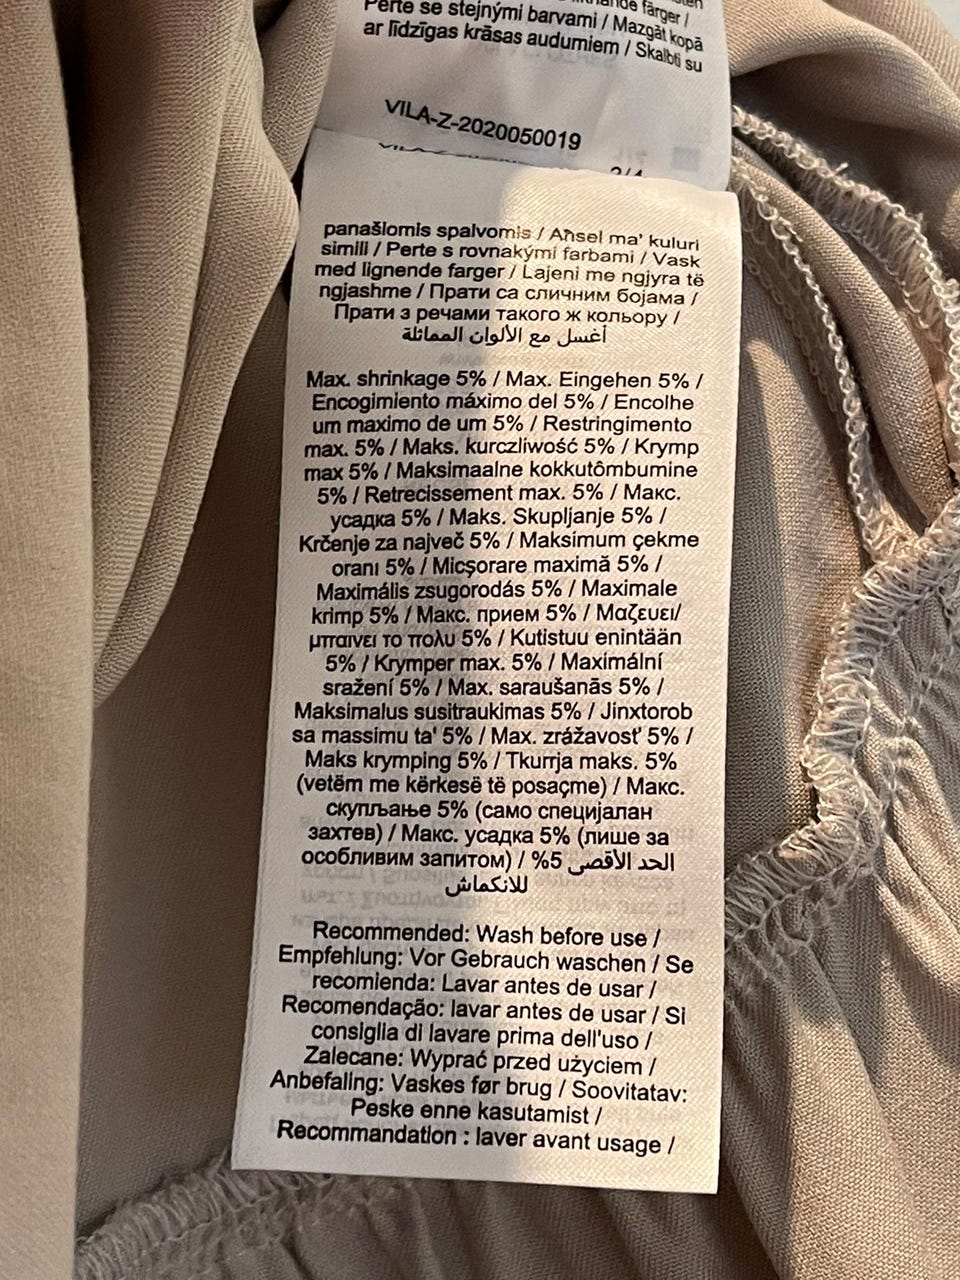 färger /
Perte se stejnými barvami / Mazgāt kopā
ar līdzīgas krāsas audumiem / Skalbti su
VILA-Z-2020050019
panašiomis spalvomis / Aħsel ma' kuluri
simili / Perte s rovnakými farbami / Vask
med lignende farger / Lajeni me ngjyra të
ngjashme / Прати са сличним бојама /
Прати з речами такого ж кольору /
أغسل مع الألوان المماثلة
Max. shrinkage 5% / Max. Eingehen 5% /
Encogimiento máximo del 5% / Encolhe
um maximo de um 5% / Restringimento
max. 5% / Maks. kurczliwość 5% / Krymp
max 5% / Maksimaalne kokkutômbumine
5% / Retrecissement max. 5% / Макс.
усадка 5% / Maks. Skupljanje 5% /
Krčenje za največ 5% / Maksimum çekme
oranı 5% / Micşorare maximă 5% /
Maximális zsugorodás 5% / Maximale
krimp 5% / Макс. прием 5% / Μαζευει/
μπαινει το πολυ 5% / Kutistuu enintään
5% / Krymper max. 5% / Maximální
sražení 5% / Max. saraušanās 5% /
Maksimalus susitraukimas 5% / Jinxtorob
sa massimu ta' 5% / Max. zrážavosť 5% /
Maks krymping 5% / Tkurrja maks. 5%
(vetëm me kërkesë të posaçme) / Макс.
скупљање 5% (само специјалан
захтев) / Макс. усадка 5% (лише за
особливим запитом) / %5 الحد الأقصى
للانكماش
Recommended: Wash before use /
Empfehlung: Vor Gebrauch waschen / Se
recomienda: Lavar antes de usar /
Recomendação: lavar antes de usar / Si
consiglia di lavare prima dell'uso /
Zalecane: Wyprać przed użyciem /
Anbefaling: Vaskes før brug / Soovitatav:
Peske enne kasutamist /
Recommandation : laver avant usage /